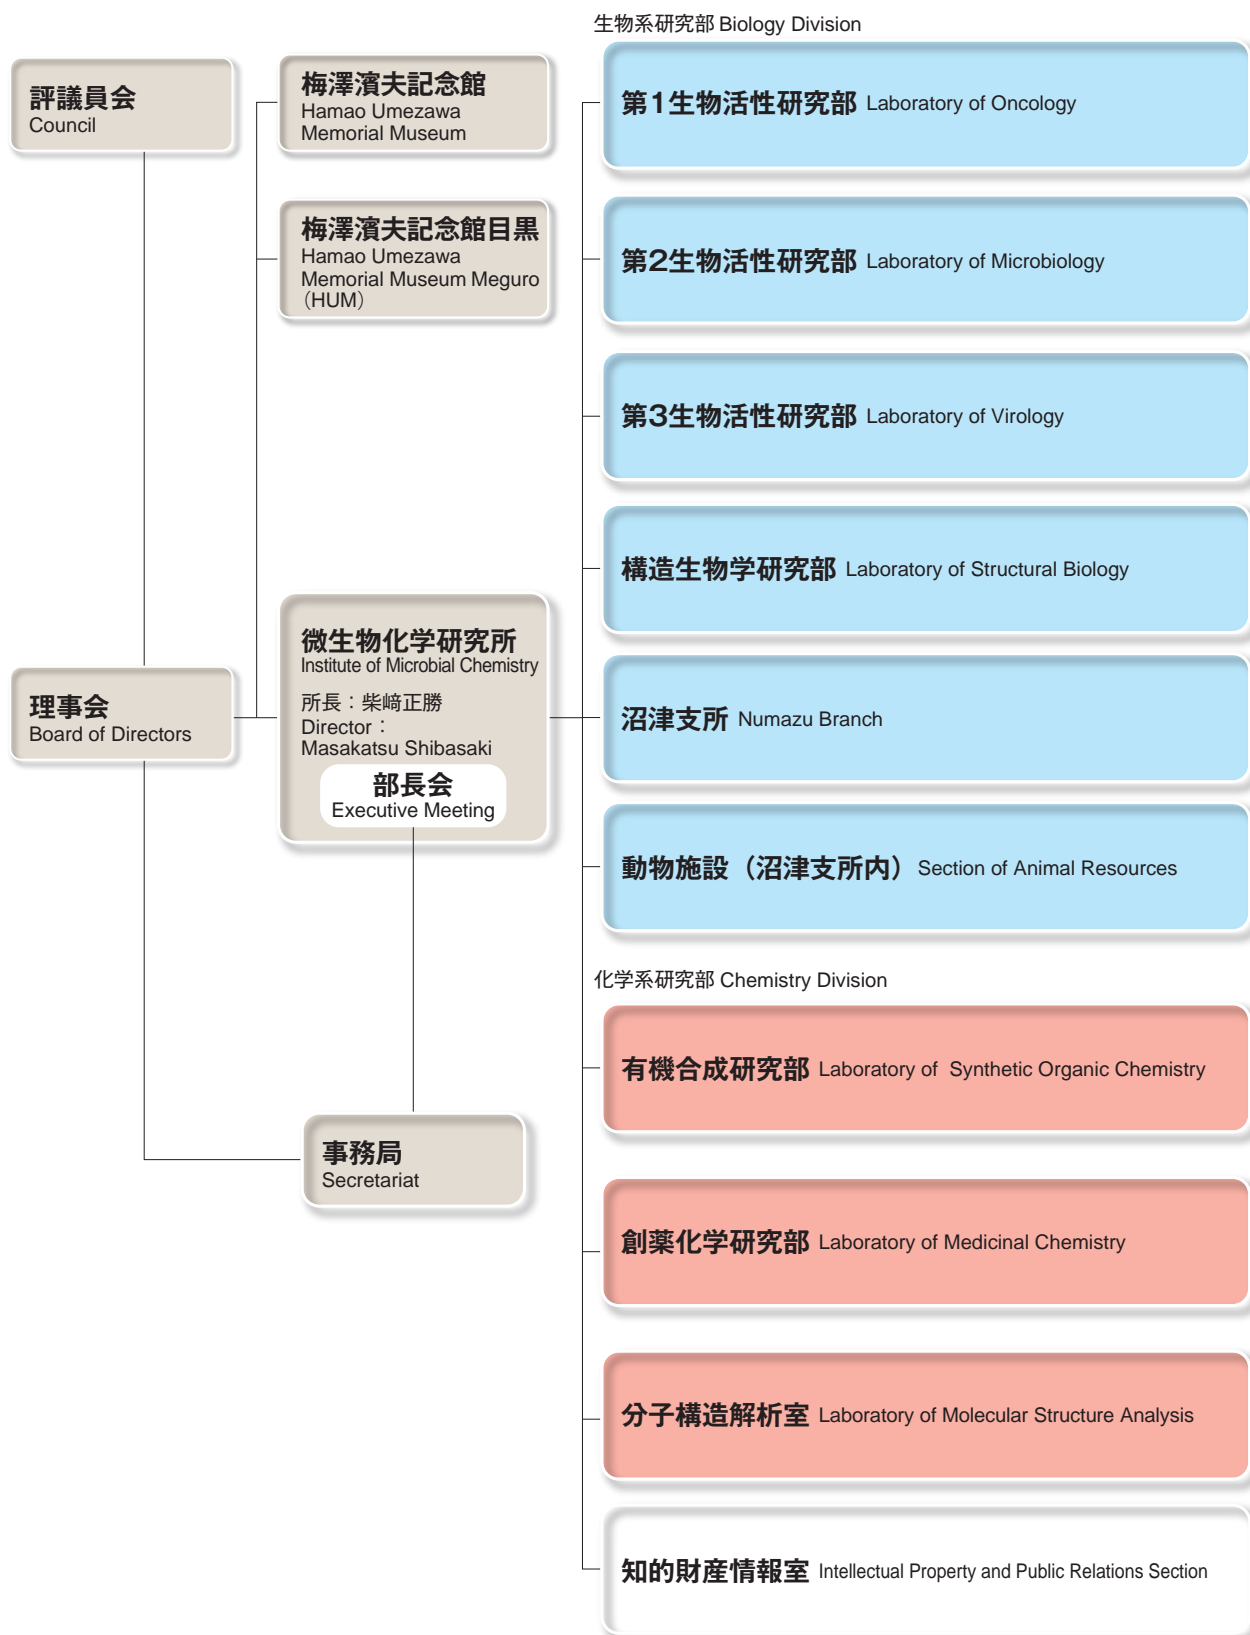 評議員会
Council
理事会
Board of Directors
梅澤濱夫記念館
Hamao Umezawa
Memorial Museum
梅澤濱夫記念館目黒
Hamao Umezawa
Memorial Museum Meguro
（HUM）
微生物化学研究所
Institute of Microbial Chemistry
所長：柴﨑正勝
Director：
Masakatsu Shibasaki
部長会
Executive Meeting
事務局
Secretariat
生物系研究部 Biology Division
第1生物活性研究部 Laboratory of Oncology
第2生物活性研究部 Laboratory of Microbiology
第3生物活性研究部 Laboratory of Virology
構造生物学研究部 Laboratory of Structural Biology
沼津支所 Numazu Branch
動物施設（沼津支所内） Section of Animal Resources
化学系研究部 Chemistry Division
有機合成研究部 Laboratory of Synthetic Organic Chemistry
創薬化学研究部 Laboratory of Medicinal Chemistry
分子構造解析室 Laboratory of Molecular Structure Analysis
知的財産情報室 Intellectual Property and Public Relations Section